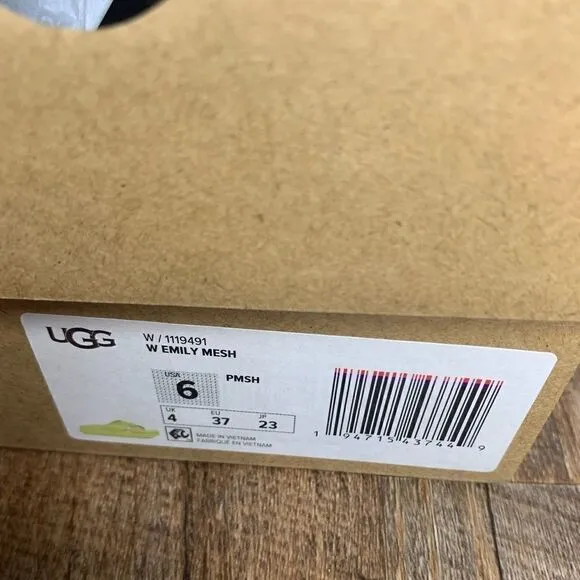 UGG
W / 1119491
W EMILY MESH
USA
6
PMSH
UK EU JP
4 37 23
MADE IN VIETNAM
FABRIQUÉ EN VIETNAM
1 94715 43744 9